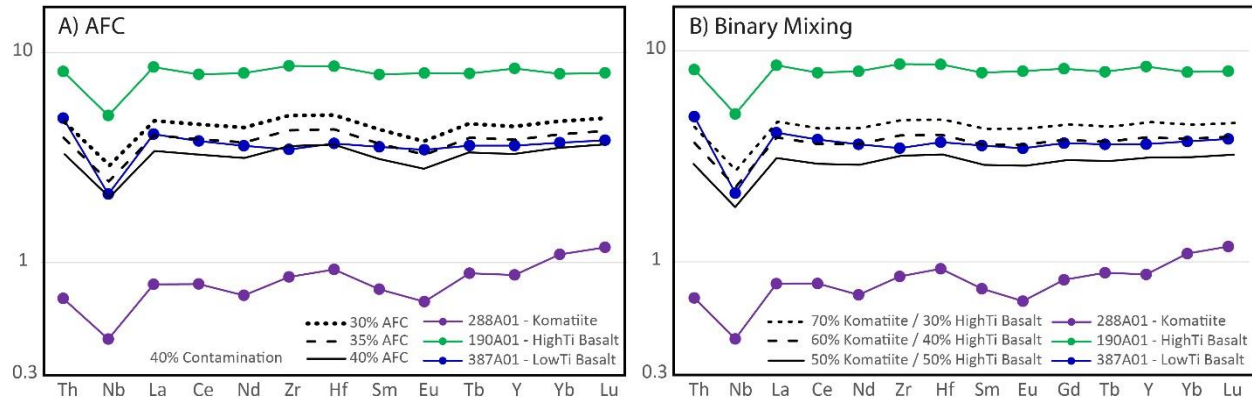 A) AFC
10
1
0.3
30% AFC
35% AFC
40% Contamination
40% AFC
288A01 - Komatiite
190A01 - HighTi Basalt
387A01 - LowTi Basalt
Th Nb La Ce Nd Zr Hf Sm Eu Tb Y Yb Lu
B) Binary Mixing
10
1
0.3
70% Komatiite / 30% HighTi Basalt
60% Komatiite / 40% HighTi Basalt
50% Komatiite / 50% HighTi Basalt
288A01 - Komatiite
190A01 - HighTi Basalt
387A01 - LowTi Basalt
Th Nb La Ce Nd Zr Hf Sm Eu Gd Tb Y Yb Lu